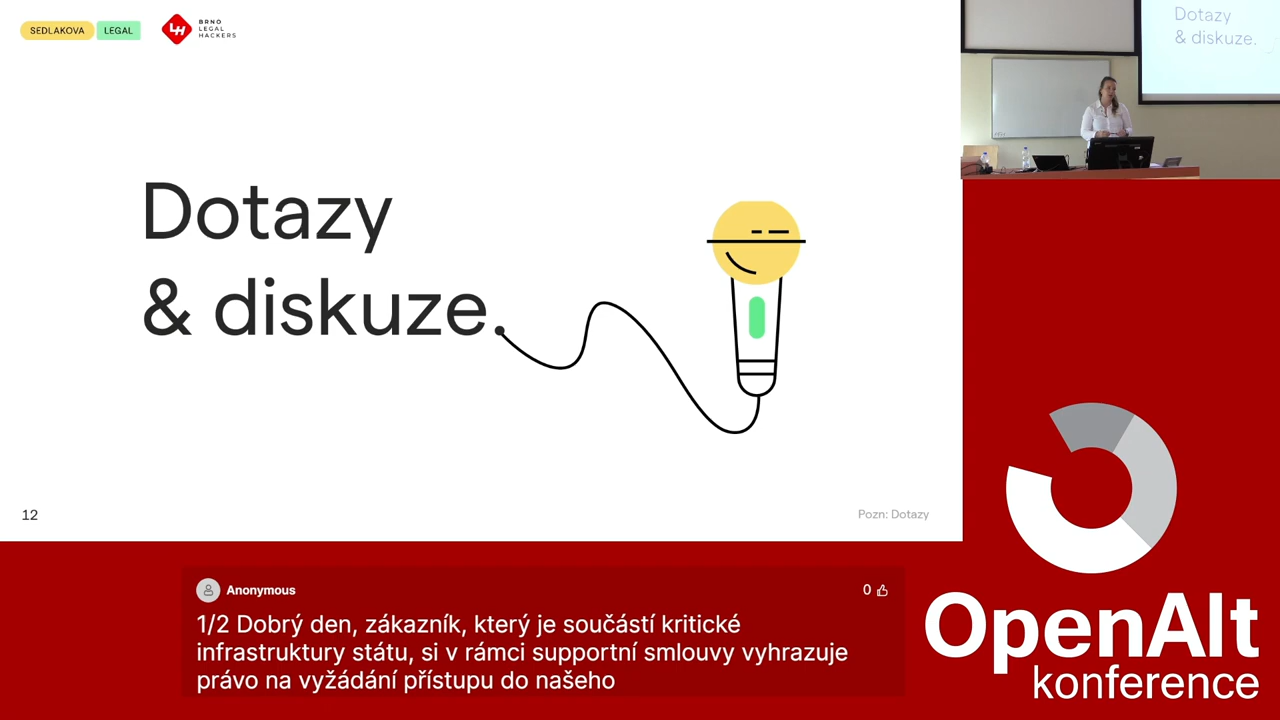 SEDLAKOVA LEGAL
BRNO
LEGAL
HACKERS
Dotazy
& diskuze.
Dotazy
& diskuze.
12
Pozn: Dotazy
Anonymous
0
1/2 Dobrý den, zákazník, který je součástí kritické
infrastruktury státu, si v rámci supportní smlouvy vyhrazuje
právo na vyžádání přístupu do našeho
OpenAlt
konference